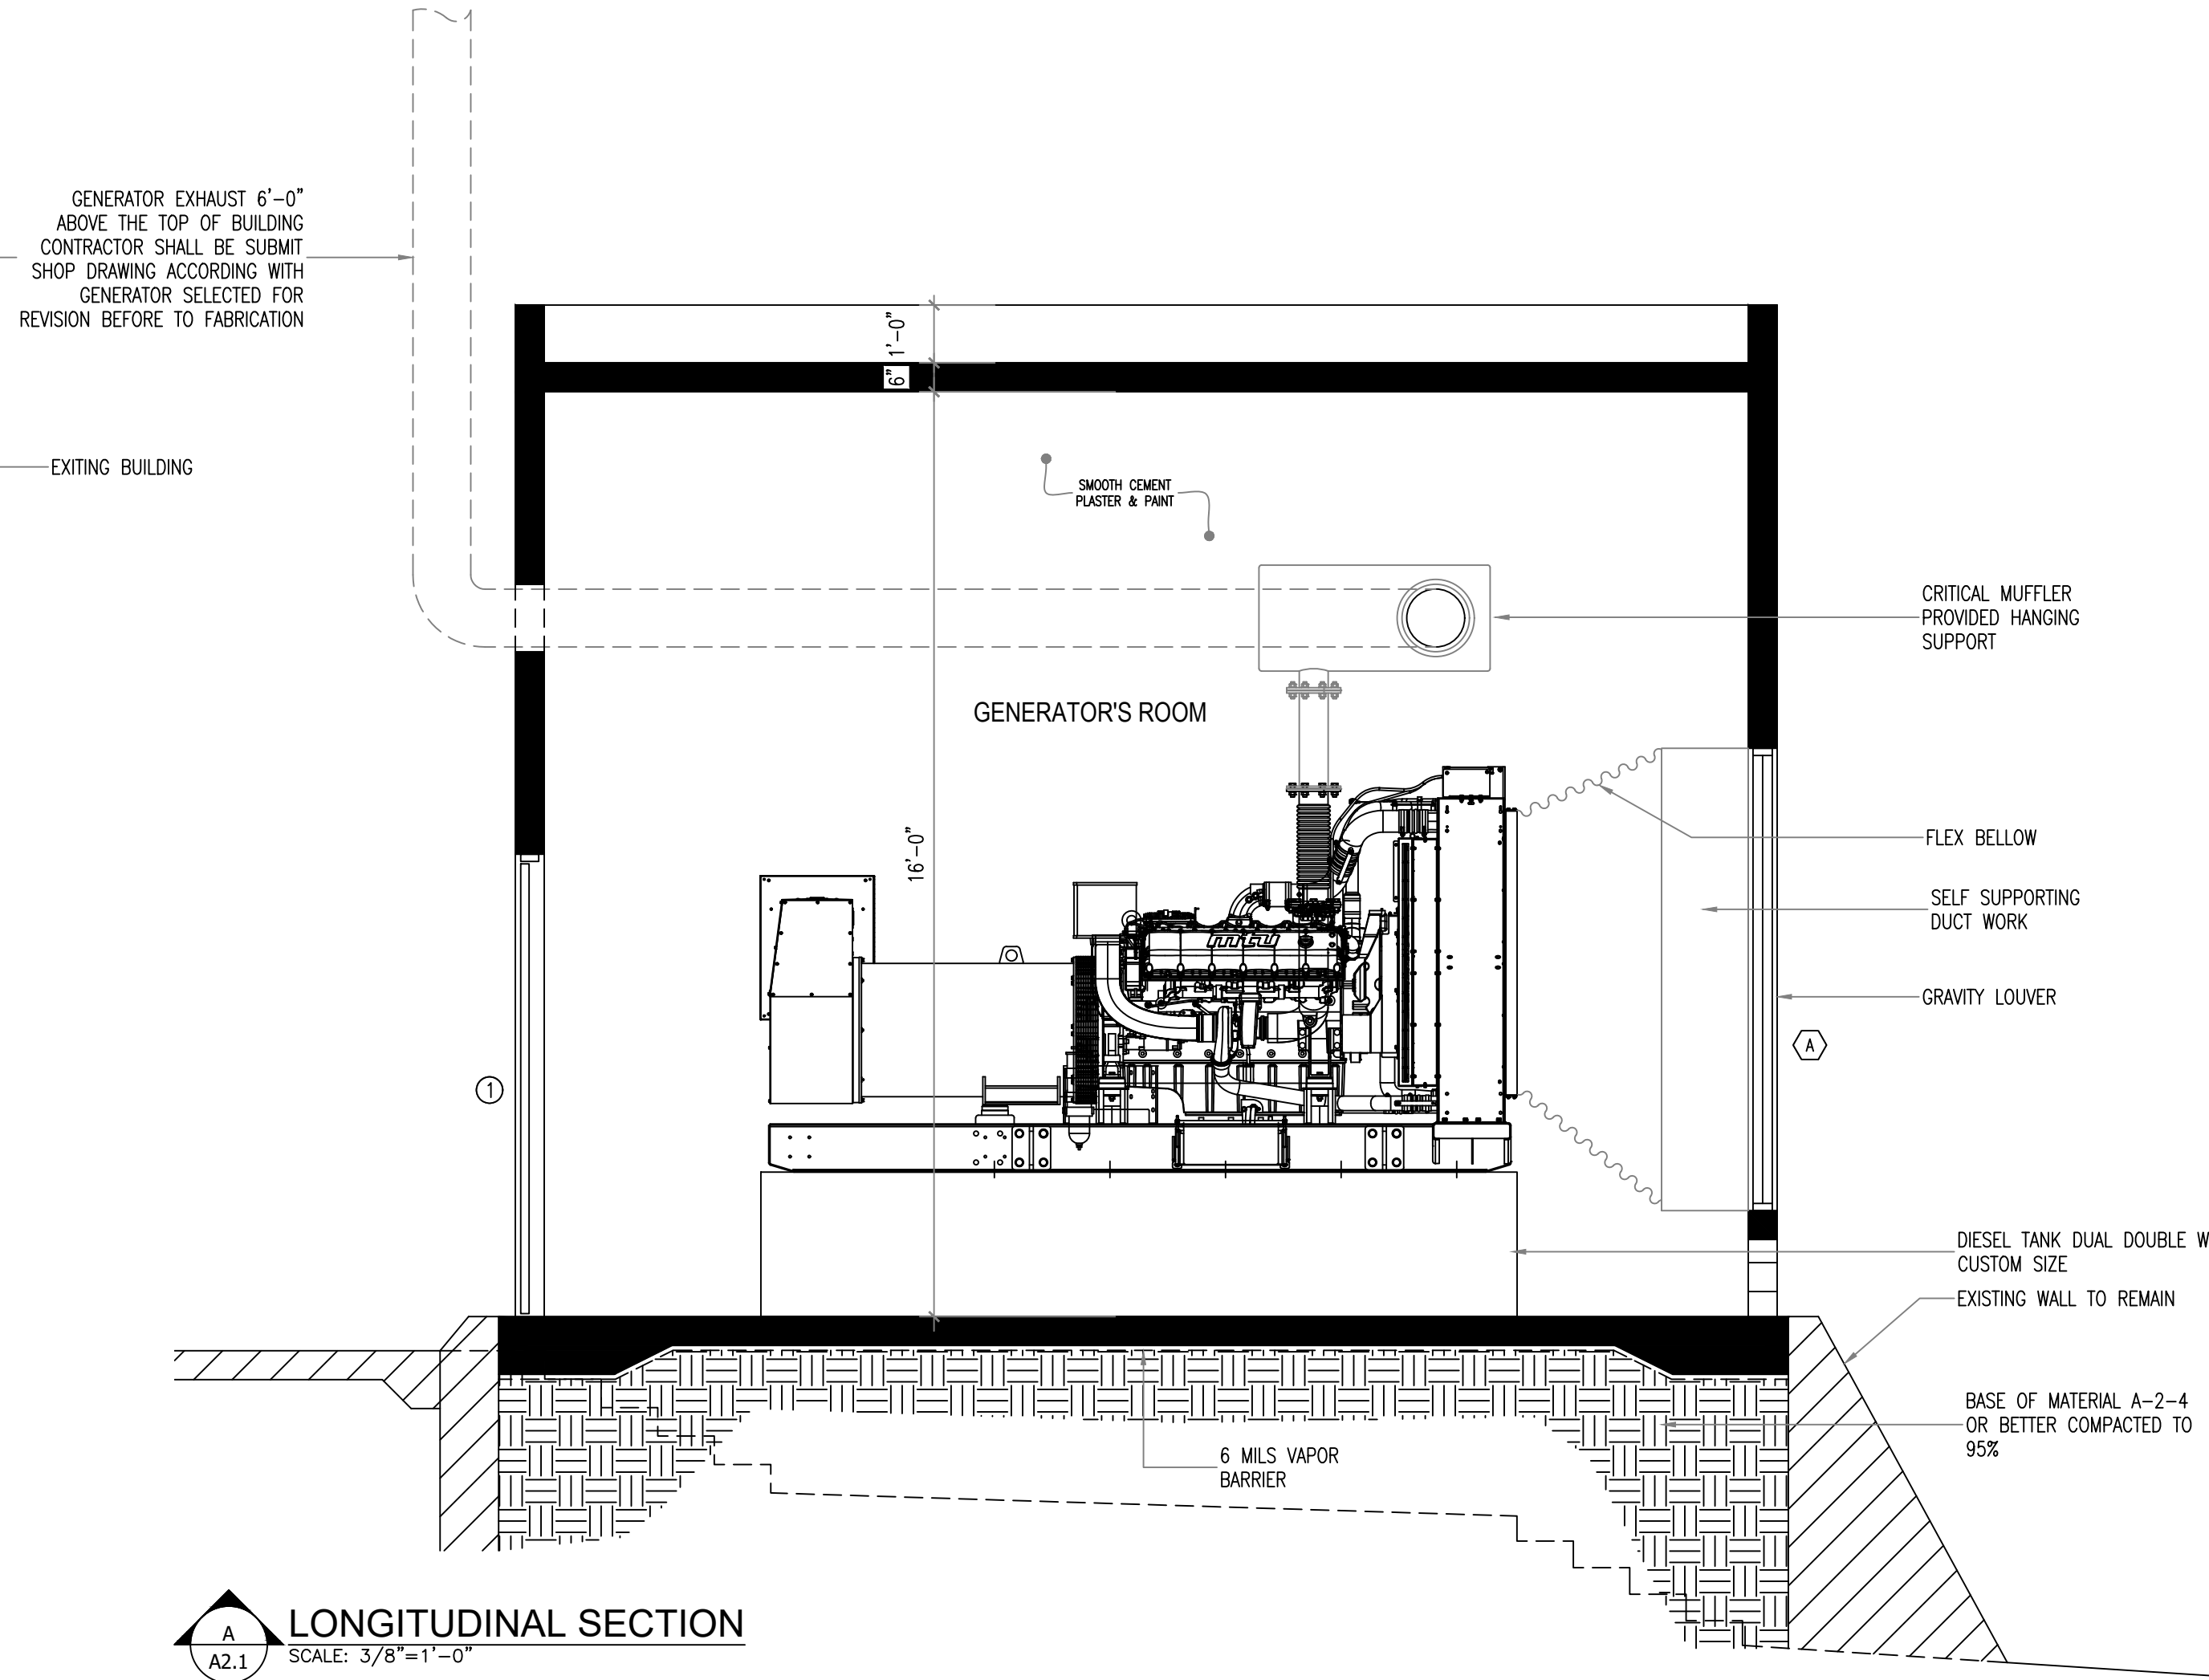 GENERATOR EXHAUST 6'-0"
ABOVE THE TOP OF BUILDING
CONTRACTOR SHALL BE SUBMIT
SHOP DRAWING ACCORDING WITH
GENERATOR SELECTED FOR
REVISION BEFORE TO FABRICATION
1'-0"
6"
EXITING BUILDING
SMOOTH CEMENT
PLASTER & PAINT
CRITICAL MUFFLER
PROVIDED HANGING
SUPPORT
GENERATOR'S ROOM
16'-0"
FLEX BELLOW
SELF SUPPORTING
DUCT WORK
mtu
GRAVITY LOUVER
A
1
DIESEL TANK DUAL DOUBLE W
CUSTOM SIZE
EXISTING WALL TO REMAIN
BASE OF MATERIAL A-2-4
OR BETTER COMPACTED TO
95%
6 MILS VAPOR
BARRIER
A
A2.1
LONGITUDINAL SECTION
SCALE: 3/8"=1'-0"